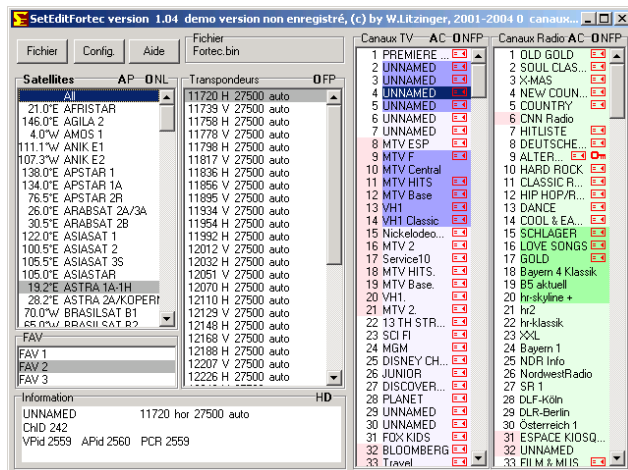 SetEditFortec version 1.04 demo version non enregistré, (c) by W.Litzinger, 2001-2004 0 canaux...
Fichier Config. Aide
Fichier
Fortec.bin
Satellites AP ONL
All
21.0°E AFRISTAR
146.0°E AGILA 2
4.0°W AMOS 1
111.1°W ANIK E1
107.3°W ANIK E2
138.0°E APSTAR 1
134.0°E APSTAR 1A
76.5°E APSTAR 2R
26.0°E ARABSAT 2A/3A
30.5°E ARABSAT 2B
122.0°E ASIASAT 1
100.5°E ASIASAT 2
105.5°E ASIASAT 3S
105.0°E ASIASTAR
19.2°E ASTRA 1A-1H
28.2°E ASTRA 2A/KOPERN
70.0°W BRASILSAT B1
65.0°W BRASILSAT B2
FAV
FAV 1
FAV 2
FAV 3
Transpondeurs OFP
11720 H 27500 auto
11739 V 27500 auto
11758 H 27500 auto
11778 V 27500 auto
11798 H 27500 auto
11817 V 27500 auto
11836 H 27500 auto
11856 V 27500 auto
11895 V 27500 auto
11934 V 27500 auto
11954 H 27500 auto
11992 H 27500 auto
12012 V 27500 auto
12032 H 27500 auto
12051 V 27500 auto
12070 H 27500 auto
12110 H 27500 auto
12129 V 27500 auto
12148 H 27500 auto
12168 V 27500 auto
12188 H 27500 auto
12207 V 27500 auto
12226 H 27500 auto
Information HD
UNNAMED 11720 hor 27500 auto
ChID 242
VPid 2559 APid 2560 PCR 2559
Canaux TV AC ONFP
1 PREMIERE ...
2 UNNAMED
3 UNNAMED
4 UNNAMED
5 UNNAMED
6 UNNAMED
7 UNNAMED
8 MTV ESP
9 MTV F
10 MTV Central
11 MTV HITS
12 MTV Base
13 VH1
14 VH1 Classic
15 Nickelodeo...
16 MTV 2
17 Service10
18 MTV HITS.
19 MTV Base.
20 VH1.
21 MTV 2.
22 13 TH STR...
23 SCI FI
24 MGM
25 DISNEY CH...
26 JUNIOR
27 DISCOVER...
28 PLANET
29 UNNAMED
30 UNNAMED
31 FOX KIDS
32 BLOOMBERG
33 Travel
Canaux Radio AC ONFP
1 OLD GOLD
2 SOUL CLAS...
3 X-MAS
4 NEW COUN...
5 COUNTRY
6 CNN Radio
7 HITLISTE
8 DEUTSCHE...
9 ALTER...
10 HARD ROCK
11 CLASSIC R...
12 HIP HOP/R...
13 DANCE
14 COOL & EA...
15 SCHLAGER
16 LOVE SONGS
17 GOLD
18 Bayern 4 Klassik
19 B5 aktuell
20 hr-skyline +
21 hr2
22 hr-klassik
23 XXL
24 Bayern 1
25 NDR Info
26 NordwestRadio
27 SR 1
28 DLF-Köln
29 DLR-Berlin
30 Österreich 1
31 ESPACE KIOSQ...
32 UNNAMED
33 FILM & MUS...